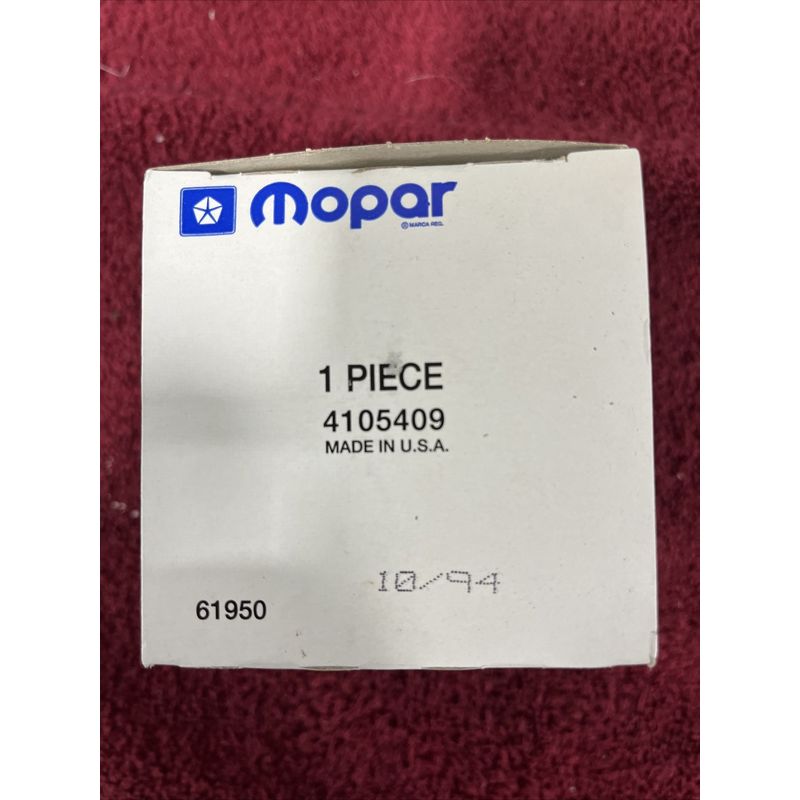 mopar
® MARCA REG.
1 PIECE
4105409
MADE IN U.S.A.
10/94
61950